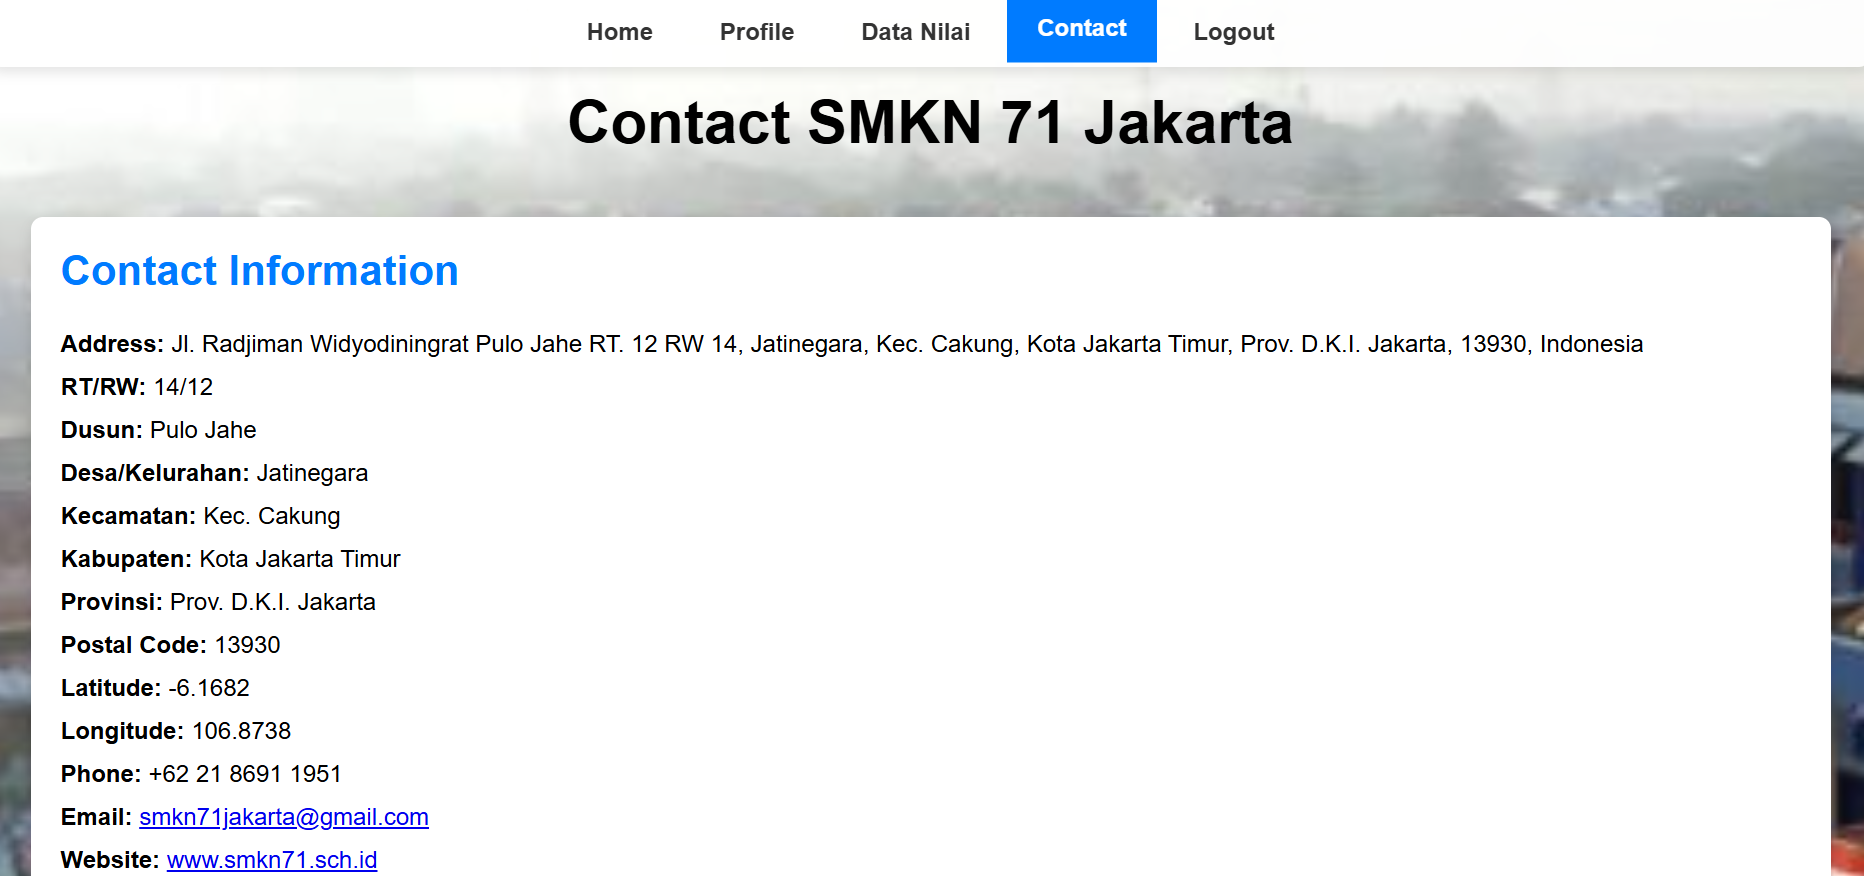 Home Profile Data Nilai Contact Logout
Contact SMKN 71 Jakarta
Contact Information
Address: Jl. Radjiman Widyodiningrat Pulo Jahe RT. 12 RW 14, Jatinegara, Kec. Cakung, Kota Jakarta Timur, Prov. D.K.I. Jakarta, 13930, Indonesia
RT/RW: 14/12
Dusun: Pulo Jahe
Desa/Kelurahan: Jatinegara
Kecamatan: Kec. Cakung
Kabupaten: Kota Jakarta Timur
Provinsi: Prov. D.K.I. Jakarta
Postal Code: 13930
Latitude: -6.1682
Longitude: 106.8738
Phone: +62 21 8691 1951
Email: smkn71jakarta@gmail.com
Website: www.smkn71.sch.id